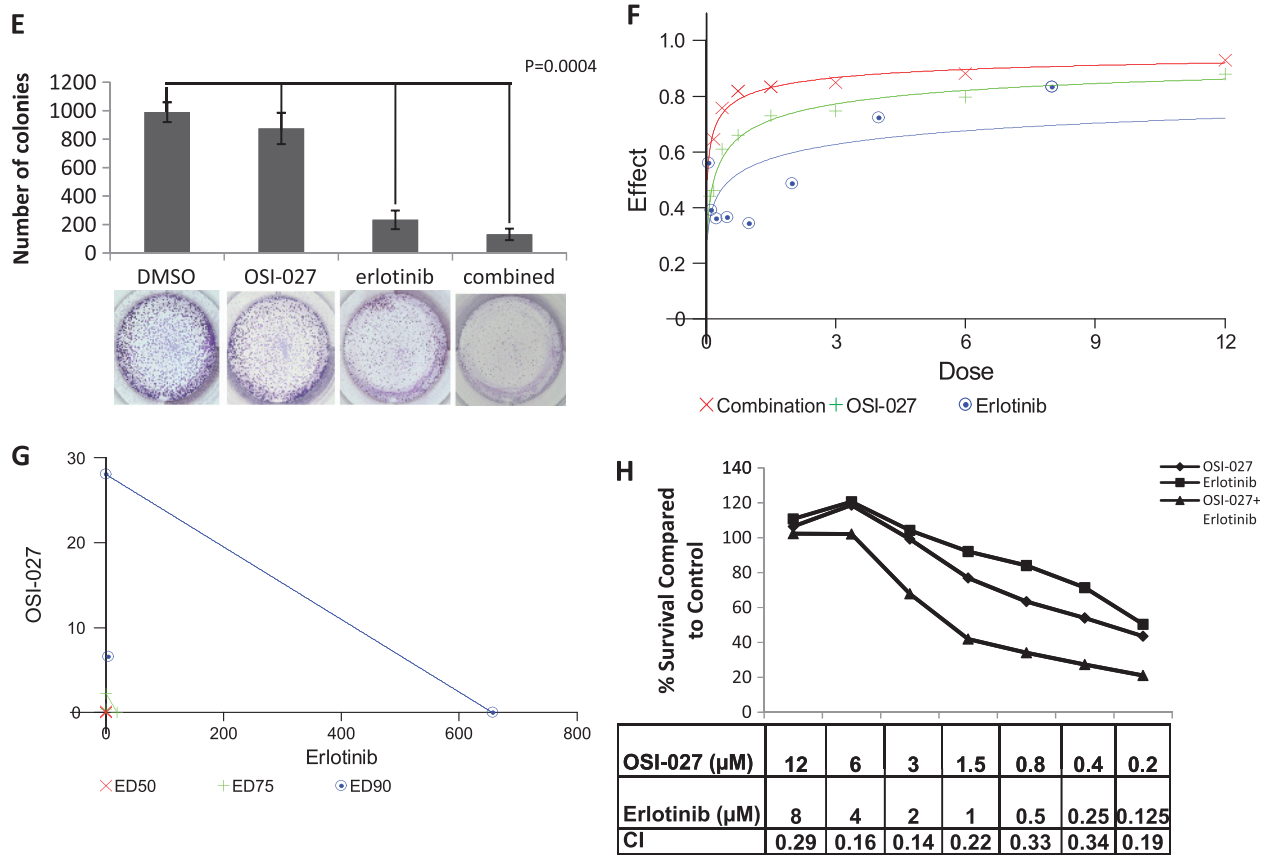 E
P=0.0004
Number of colonies
1200
1000
800
600
400
200
0
DMSO OSI-027 erlotinib combined
F
Effect
1.0
0.8
0.6
0.4
0.2
0
0 3 6 9 12
Dose
Combination OSI-027 Erlotinib
G
OSI-027
30
20
10
0
0 200 400 600 800
Erlotinib
ED50 ED75 ED90
H
% Survival Compared
to Control
140
120
100
80
60
40
20
0
OSI-027
Erlotinib
OSI-027+
Erlotinib
OSI-027 (µM) 12 6 3 1.5 0.8 0.4 0.2
Erlotinib (µM) 8 4 2 1 0.5 0.25 0.125
CI 0.29 0.16 0.14 0.22 0.33 0.34 0.19